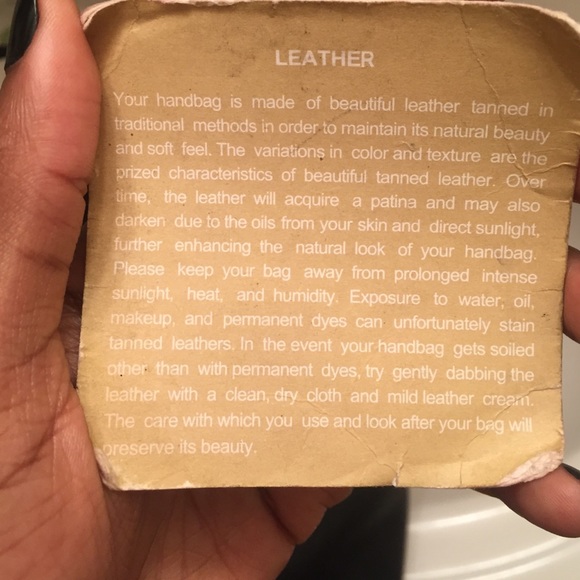 LEATHER
Your handbag is made of beautiful leather tanned in
traditional methods in order to maintain its natural beauty
and soft feel. The variations in color and texture are the
prized characteristics of beautiful tanned leather. Over
time, the leather will acquire a patina and may also
darken due to the oils from your skin and direct sunlight,
further enhancing the natural look of your handbag.
Please keep your bag away from prolonged intense
sunlight, heat, and humidity. Exposure to water, oil,
makeup, and permanent dyes can unfortunately stain
tanned leathers. In the event your handbag gets soiled
other than with permanent dyes, try gently dabbing the
leather with a clean, dry cloth and mild leather cream.
The care with which you use and look after your bag will
preserve its beauty.